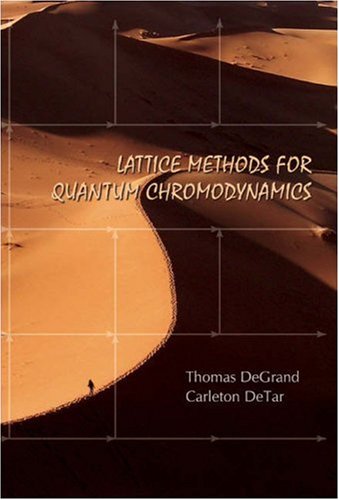 LATTICE METHODS FOR
QUANTUM CHROMODYNAMICS
Thomas DeGrand
Carleton DeTar